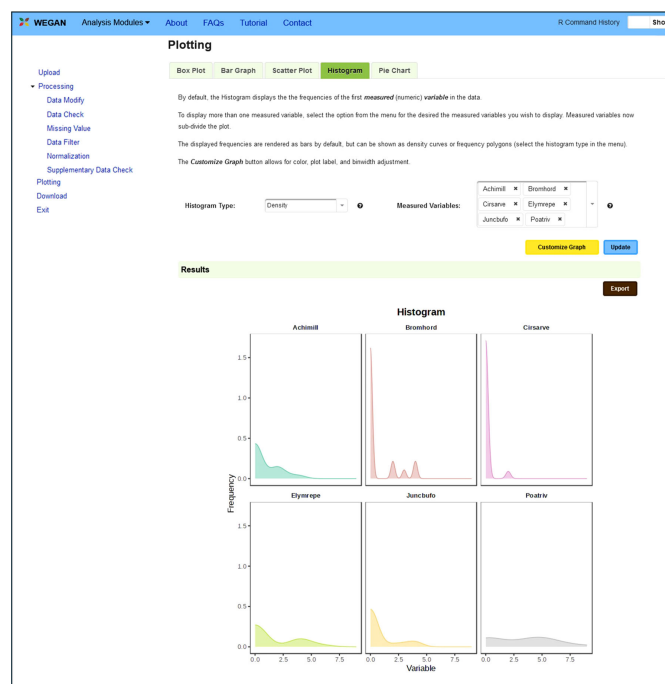 WEGAN Analysis Modules About FAQs Tutorial Contact R Command History Sho
Plotting
Upload
Processing
Data Modify
Data Check
Missing Value
Data Filter
Normalization
Supplementary Data Check
Plotting
Download
Exit
Box Plot Bar Graph Scatter Plot Histogram Pie Chart
By default, the Histogram displays the the frequencies of the first measured (numeric) variable in the data.
To display more than one measured variable, select the option from the menu for the desired the measured variables you wish to display. Measured variables now
sub-divide the plot.
The displayed frequencies are rendered as bars by default, but can be shown as density curves or frequency polygons (select the histogram type in the menu).
The Customize Graph button allows for color, plot label, and binwidth adjustment.
Histogram Type: Density
Measured Variables:
Achimill × Bromhord ×
Cirsarve × Elymrepe ×
Juncbufo × Poatriv ×
Customize Graph Update
Results
Export
Histogram
Achimill Bromhord Cirsarve
1.5
1.0
0.5
0.0
Elymrepe Juncbufo Poatriv
1.5
1.0
0.5
0.0
0.0 2.5 5.0 7.5 0.0 2.5 5.0 7.5 0.0 2.5 5.0 7.5
Frequency
Variable